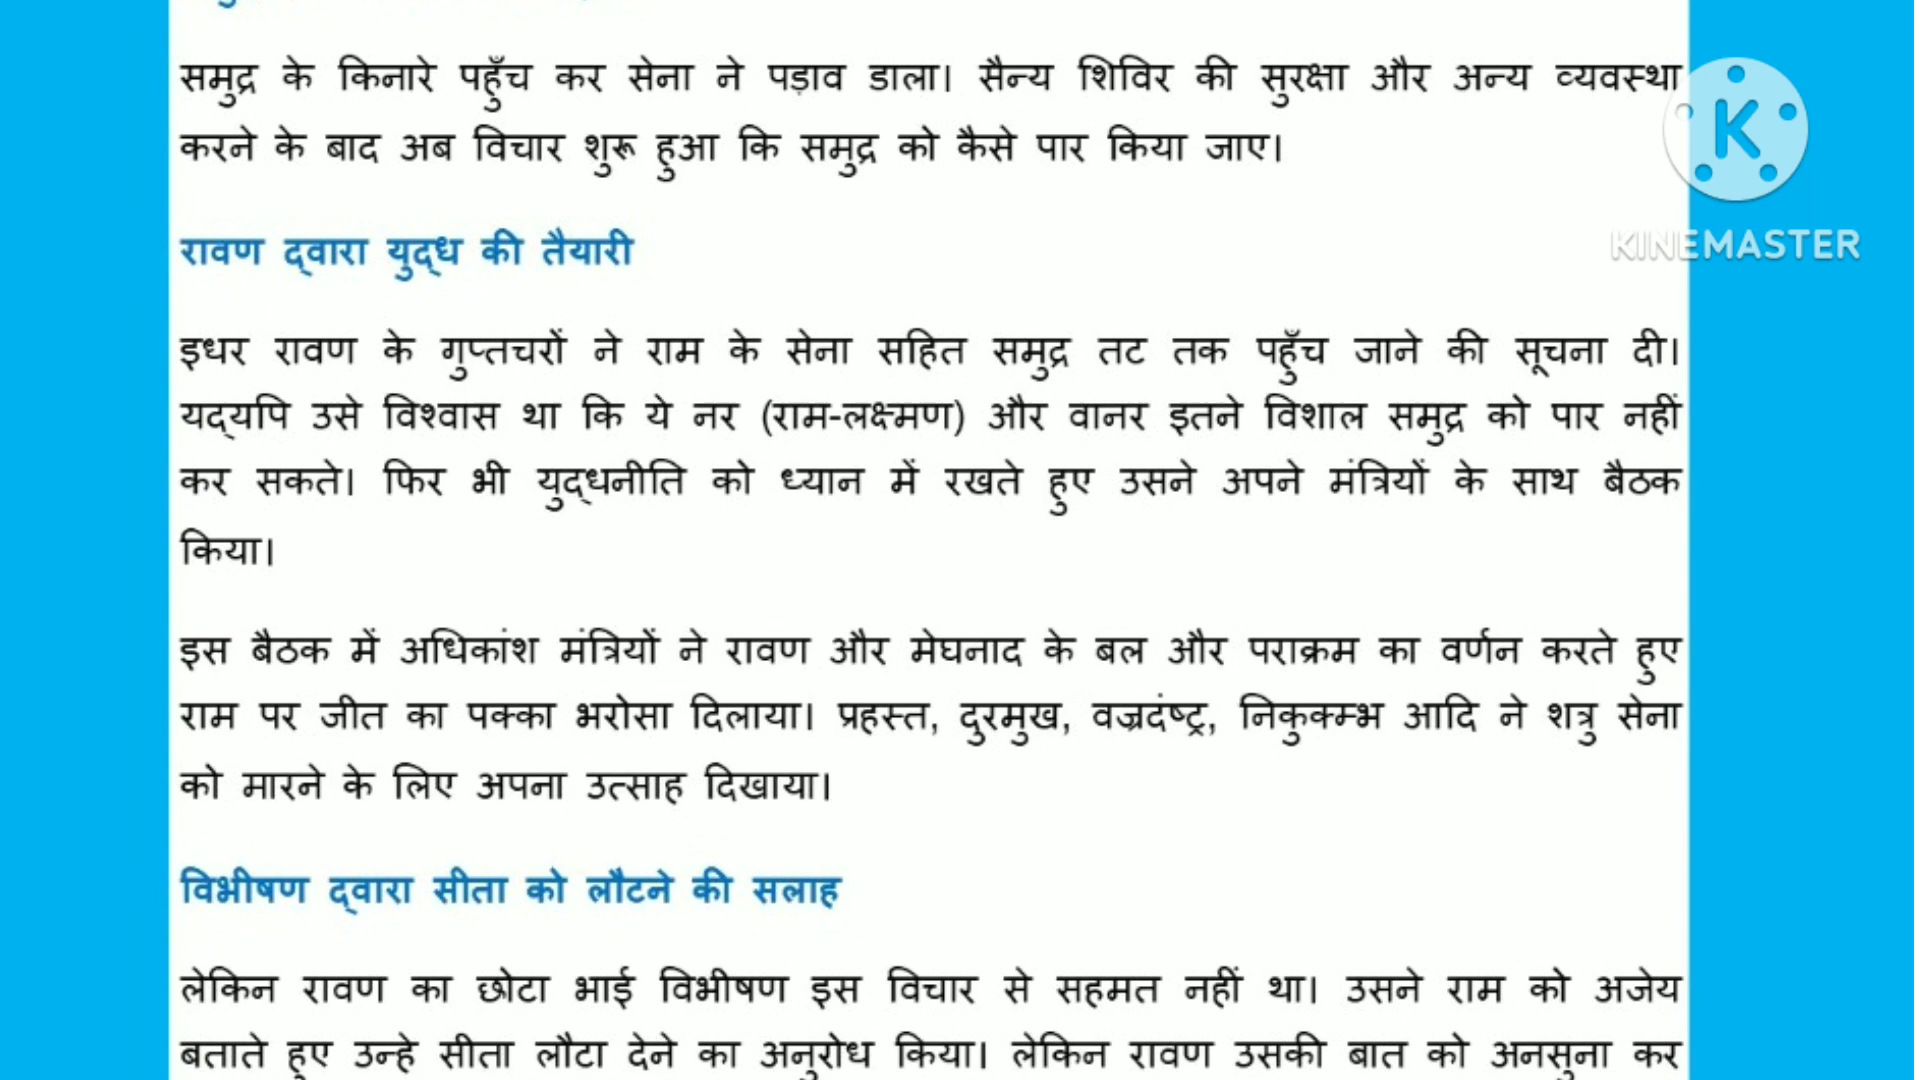 समुद्र के किनारे पहुँच कर सेना ने पड़ाव डाला। सैन्य शिविर की सुरक्षा और अन्य व्यवस्था
करने के बाद अब विचार शुरू हुआ कि समुद्र को कैसे पार किया जाए।
K
KINEMASTER
रावण द्वारा युद्ध की तैयारी
इधर रावण के गुप्तचरों ने राम के सेना सहित समुद्र तट तक पहुँच जाने की सूचना दी।
यद्यपि उसे विश्वास था कि ये नर (राम-लक्ष्मण) और वानर इतने विशाल समुद्र को पार नहीं
कर सकते। फिर भी युद्धनीति को ध्यान में रखते हुए उसने अपने मंत्रियों के साथ बैठक
किया।
इस बैठक में अधिकांश मंत्रियों ने रावण और मेघनाद के बल और पराक्रम का वर्णन करते हुए
राम पर जीत का पक्का भरोसा दिलाया। प्रहस्त, दुरमुख, वज्रदंष्ट्र, निकुक्म्भ आदि ने शत्रु सेना
को मारने के लिए अपना उत्साह दिखाया।
विभीषण द्वारा सीता को लौटने की सलाह
लेकिन रावण का छोटा भाई विभीषण इस विचार से सहमत नहीं था। उसने राम को अजेय
बताते हुए उन्हे सीता लौटा देने का अनुरोध किया। लेकिन रावण उसकी बात को अनसुना कर